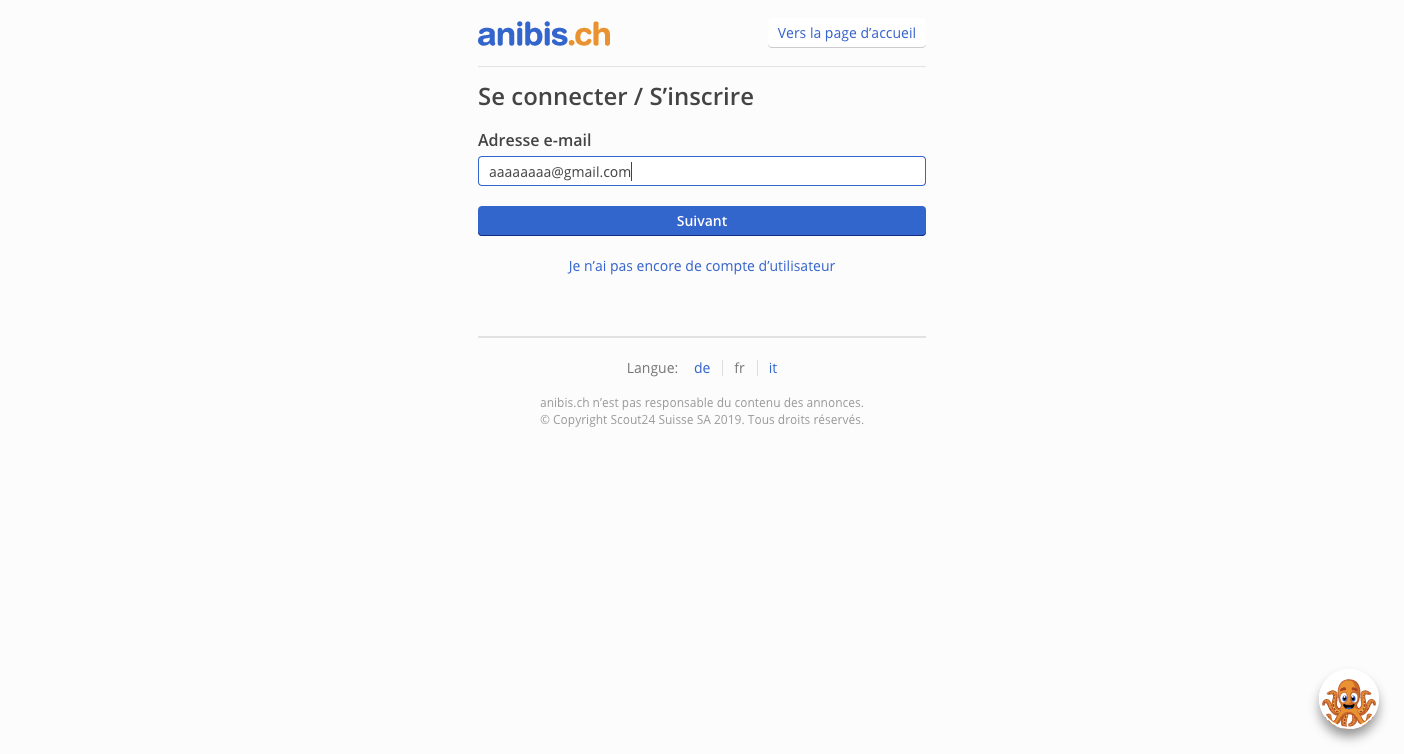 anibis.ch
Vers la page d’accueil
Se connecter / S’inscrire
Adresse e-mail
aaaaaaaa@gmail.com
Suivant
Je n’ai pas encore de compte d’utilisateur
Langue: de fr it
anibis.ch n’est pas responsable du contenu des annonces.
© Copyright Scout24 Suisse SA 2019. Tous droits réservés.